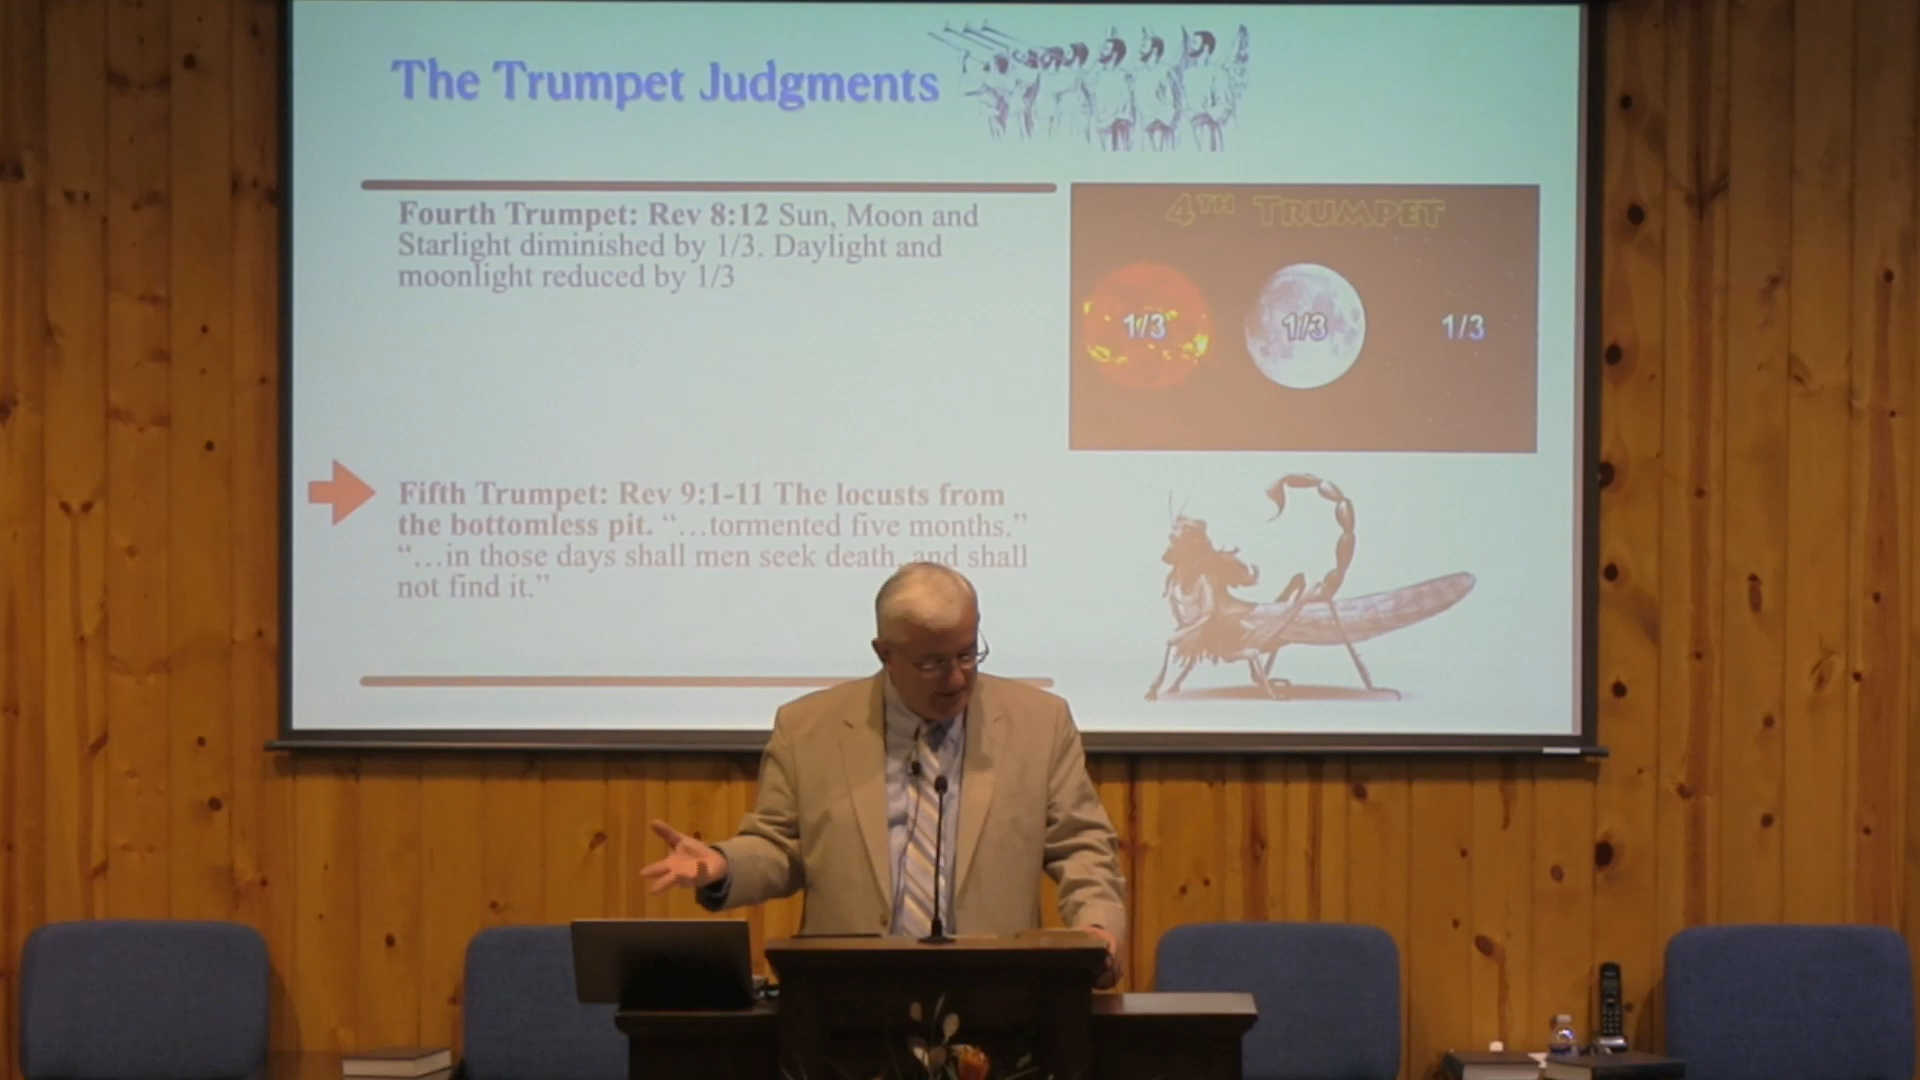 The Trumpet Judgments
Fourth Trumpet: Rev 8:12 Sun, Moon and
Starlight diminished by 1/3. Daylight and
moonlight reduced by 1/3
4TH TRUMPET
1/3 1/3 1/3
Fifth Trumpet: Rev 9:1-11 The locusts from
the bottomless pit. “…tormented five months.”
“…in those days shall men seek death, and shall
not find it.”